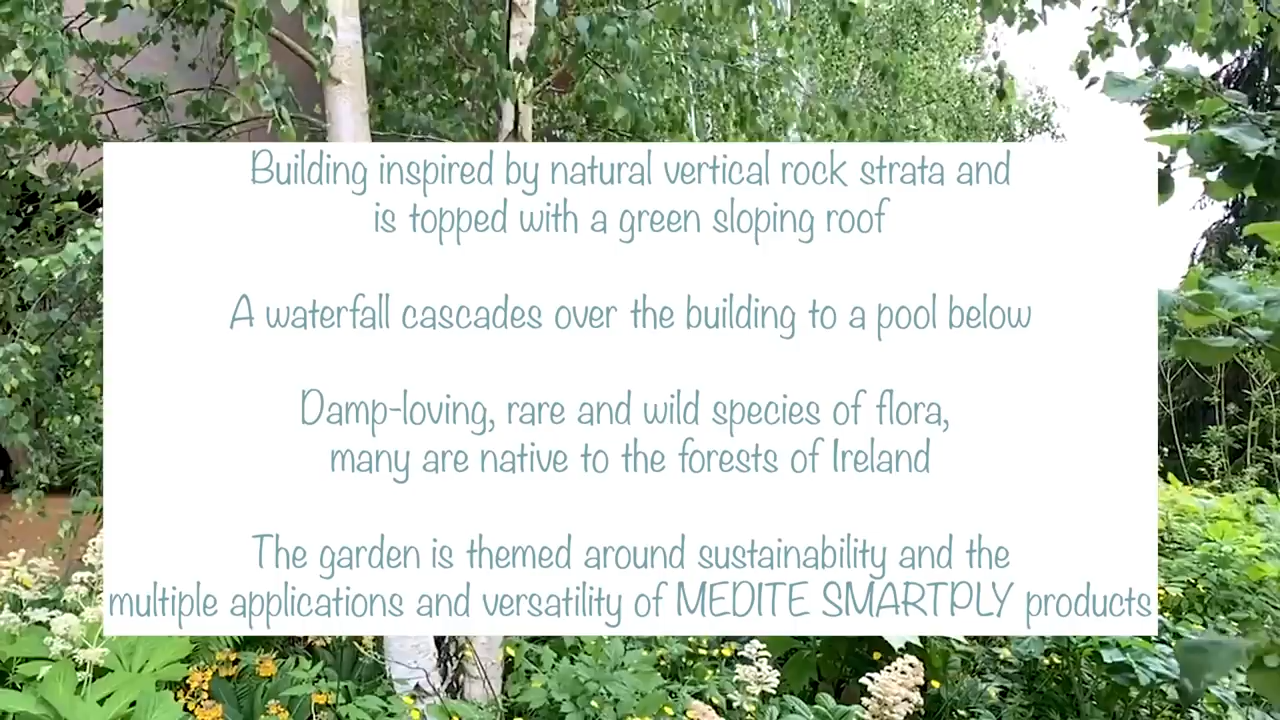 Building inspired by natural vertical rock strata and
is topped with a green sloping roof
A waterfall cascades over the building to a pool below
Damp-loving, rare and wild species of flora,
many are native to the forests of Ireland
The garden is themed around sustainability and the
multiple applications and versatility of MEDITE SMARTPLY products